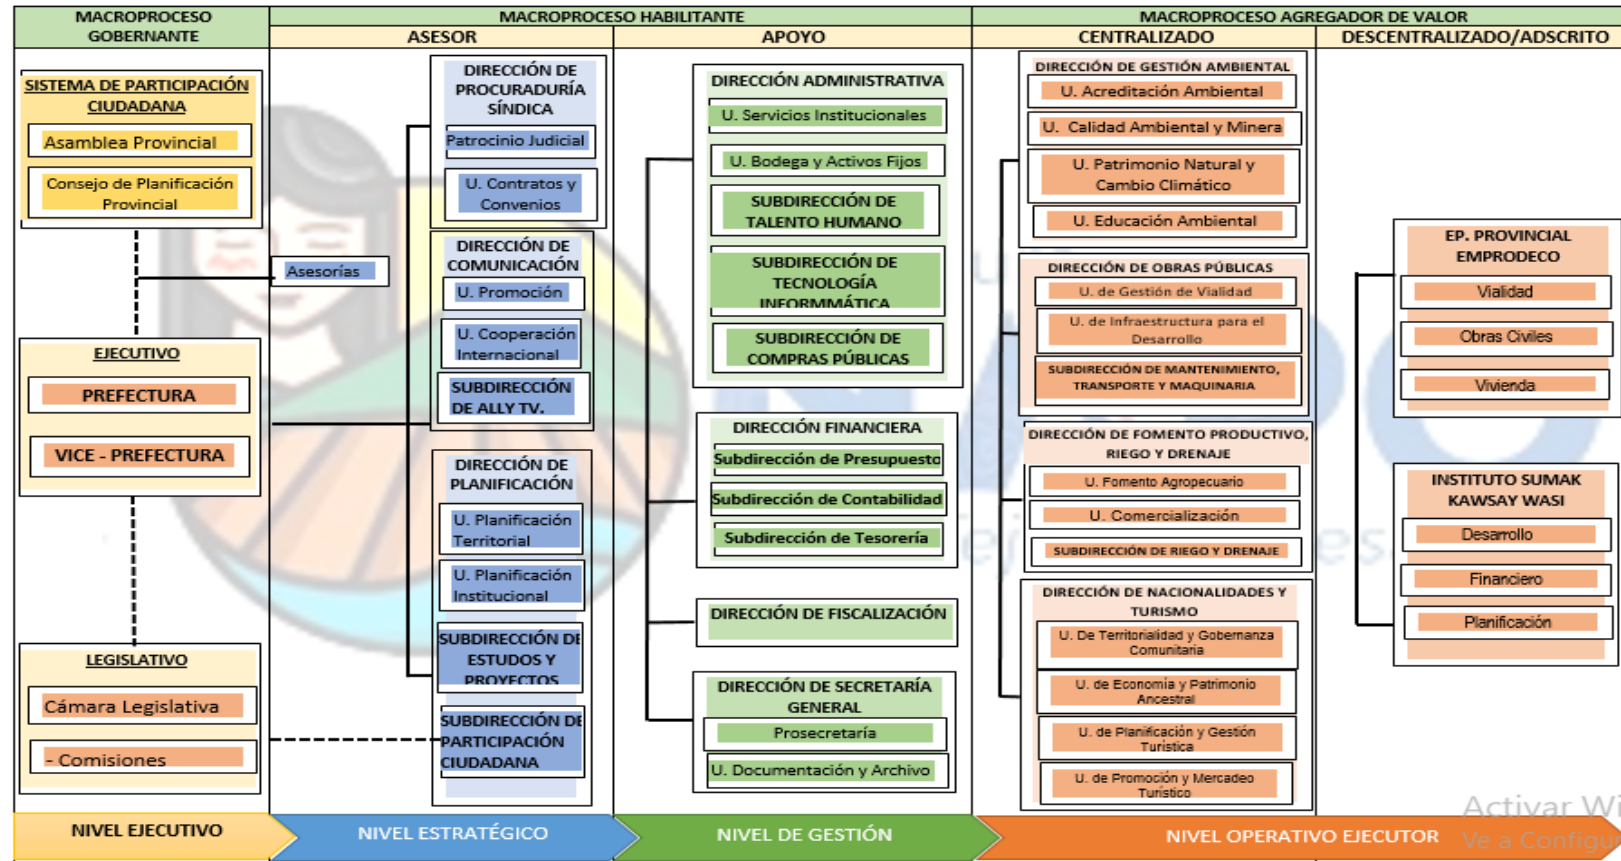 MACROPROCESO
GOBERNANTE
MACROPROCESO HABILITANTE
MACROPROCESO AGREGADOR DE VALOR
ASESOR
APOYO
CENTRALIZADO
DESCENTRALIZADO/ADSCRITO
SISTEMA DE PARTICIPACIÓN
CIUDADANA
Asamblea Provincial
Consejo de Planificación
Provincial
Asesorías
EJECUTIVO
PREFECTURA
VICE - PREFECTURA
LEGISLATIVO
Cámara Legislativa
- Comisiones
DIRECCIÓN DE
PROCURADURÍA
SÍNDICA
Patrocinio Judicial
U. Contratos y
Convenios
DIRECCIÓN DE
COMUNICACIÓN
U. Promoción
U. Cooperación
Internacional
SUBDIRECCIÓN
DE ALLY TV.
DIRECCIÓN DE
PLANIFICACIÓN
U. Planificación
Territorial
U. Planificación
Institucional
SUBDIRECCIÓN DE
ESTUDOS Y
PROYECTOS
SUBDIRECCIÓN DE
PARTICIPACIÓN
CIUDADANA
DIRECCIÓN ADMINISTRATIVA
U. Servicios Institucionales
U. Bodega y Activos Fijos
SUBDIRECCIÓN DE
TALENTO HUMANO
SUBDIRECCIÓN DE
TECNOLOGÍA
INFORMMÁTICA
SUBDIRECCIÓN DE
COMPRAS PÚBLICAS
DIRECCIÓN FINANCIERA
Subdirección de Presupuesto
Subdirección de Contabilidad
Subdirección de Tesorería
DIRECCIÓN DE FISCALIZACIÓN
DIRECCIÓN DE SECRETARÍA
GENERAL
Prosecretaría
U. Documentación y Archivo
DIRECCIÓN DE GESTIÓN AMBIENTAL
U. Acreditación Ambiental
U. Calidad Ambiental y Minera
U. Patrimonio Natural y
Cambio Climático
U. Educación Ambiental
DIRECCIÓN DE OBRAS PÚBLICAS
U. de Gestión de Vialidad
U. de Infraestructura para el
Desarrollo
SUBDIRECCIÓN DE MANTENIMIENTO,
TRANSPORTE Y MAQUINARIA
DIRECCIÓN DE FOMENTO PRODUCTIVO,
RIEGO Y DRENAJE
U. Fomento Agropecuario
U. Comercialización
SUBDIRECCIÓN DE RIEGO Y DRENAJE
DIRECCIÓN DE NACIONALIDADES Y
TURISMO
U. De Territorialidad y Gobernanza
Comunitaria
U. de Economía y Patrimonio
Ancestral
U. de Planificación y Gestión
Turística
U. de Promoción y Mercadeo
Turístico
EP. PROVINCIAL
EMPRODECO
Vialidad
Obras Civiles
Vivienda
INSTITUTO SUMAK
KAWSAY WASI
Desarrollo
Financiero
Planificación
NIVEL EJECUTIVO
NIVEL ESTRATÉGICO
NIVEL DE GESTIÓN
NIVEL OPERATIVO EJECUTOR
Activar Wi
Ve a Configu